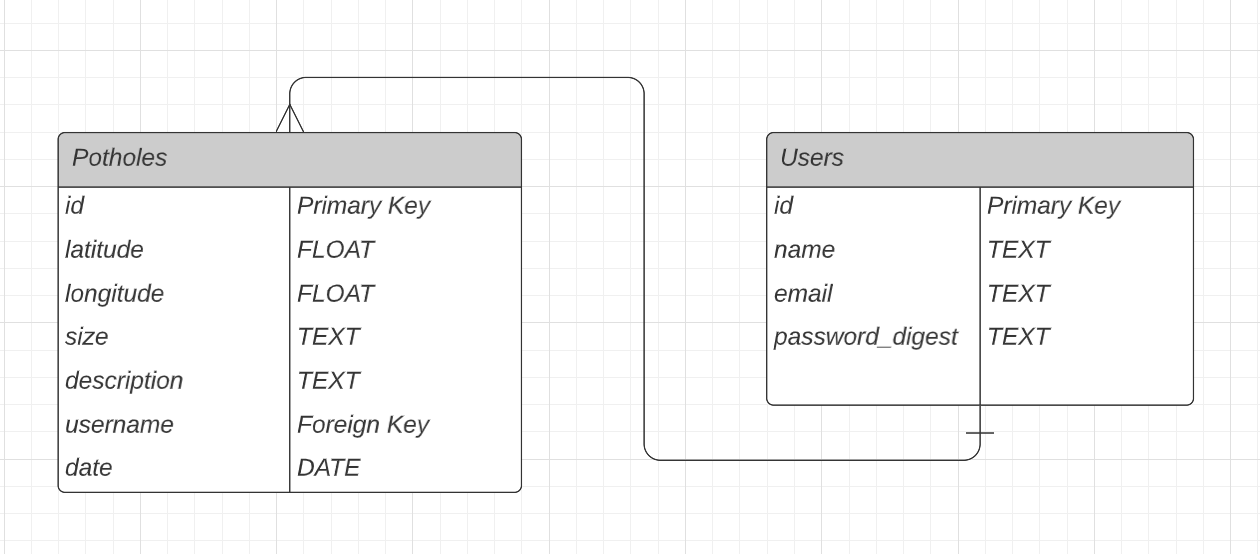 Potholes
id Primary Key
latitude FLOAT
longitude FLOAT
size TEXT
description TEXT
username Foreign Key
date DATE
Users
id Primary Key
name TEXT
email TEXT
password_digest TEXT